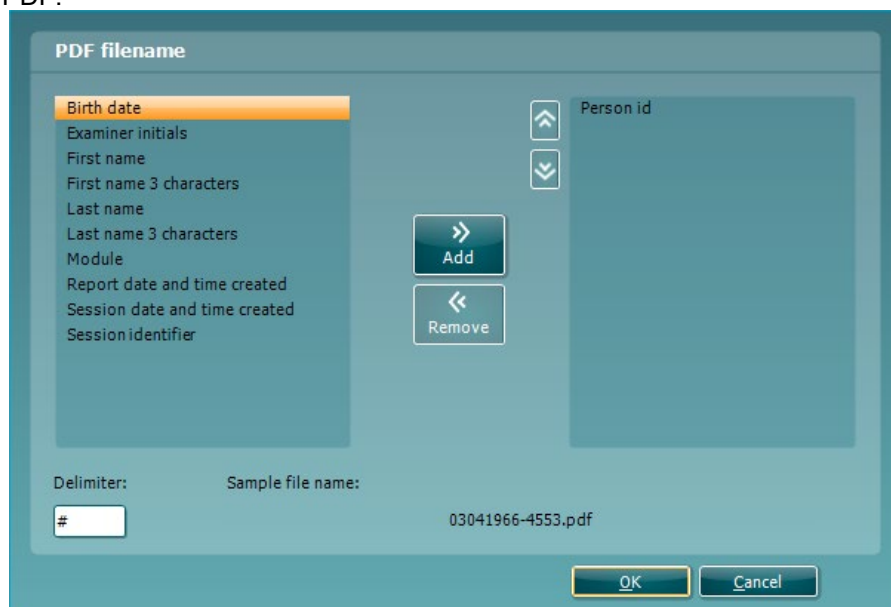 PDF.
PDF filename
Birth date
Examiner initials
First name
First name 3 characters
Last name
Last name 3 characters
Module
Report date and time created
Session date and time created
Session identifier
Add
Remove
Person id
Delimiter:
Sample file name:
#
03041966-4553.pdf
OK
Cancel